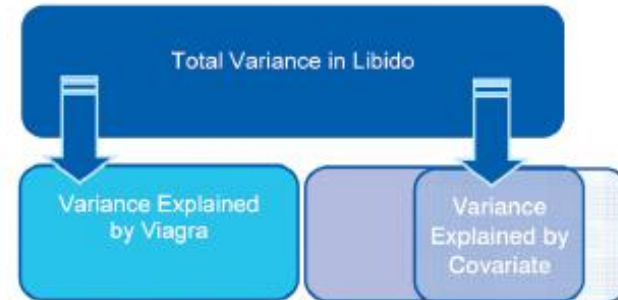 Total Variance in Libido
Variance Explained
by Viagra
Variance
Explained by
Covariate